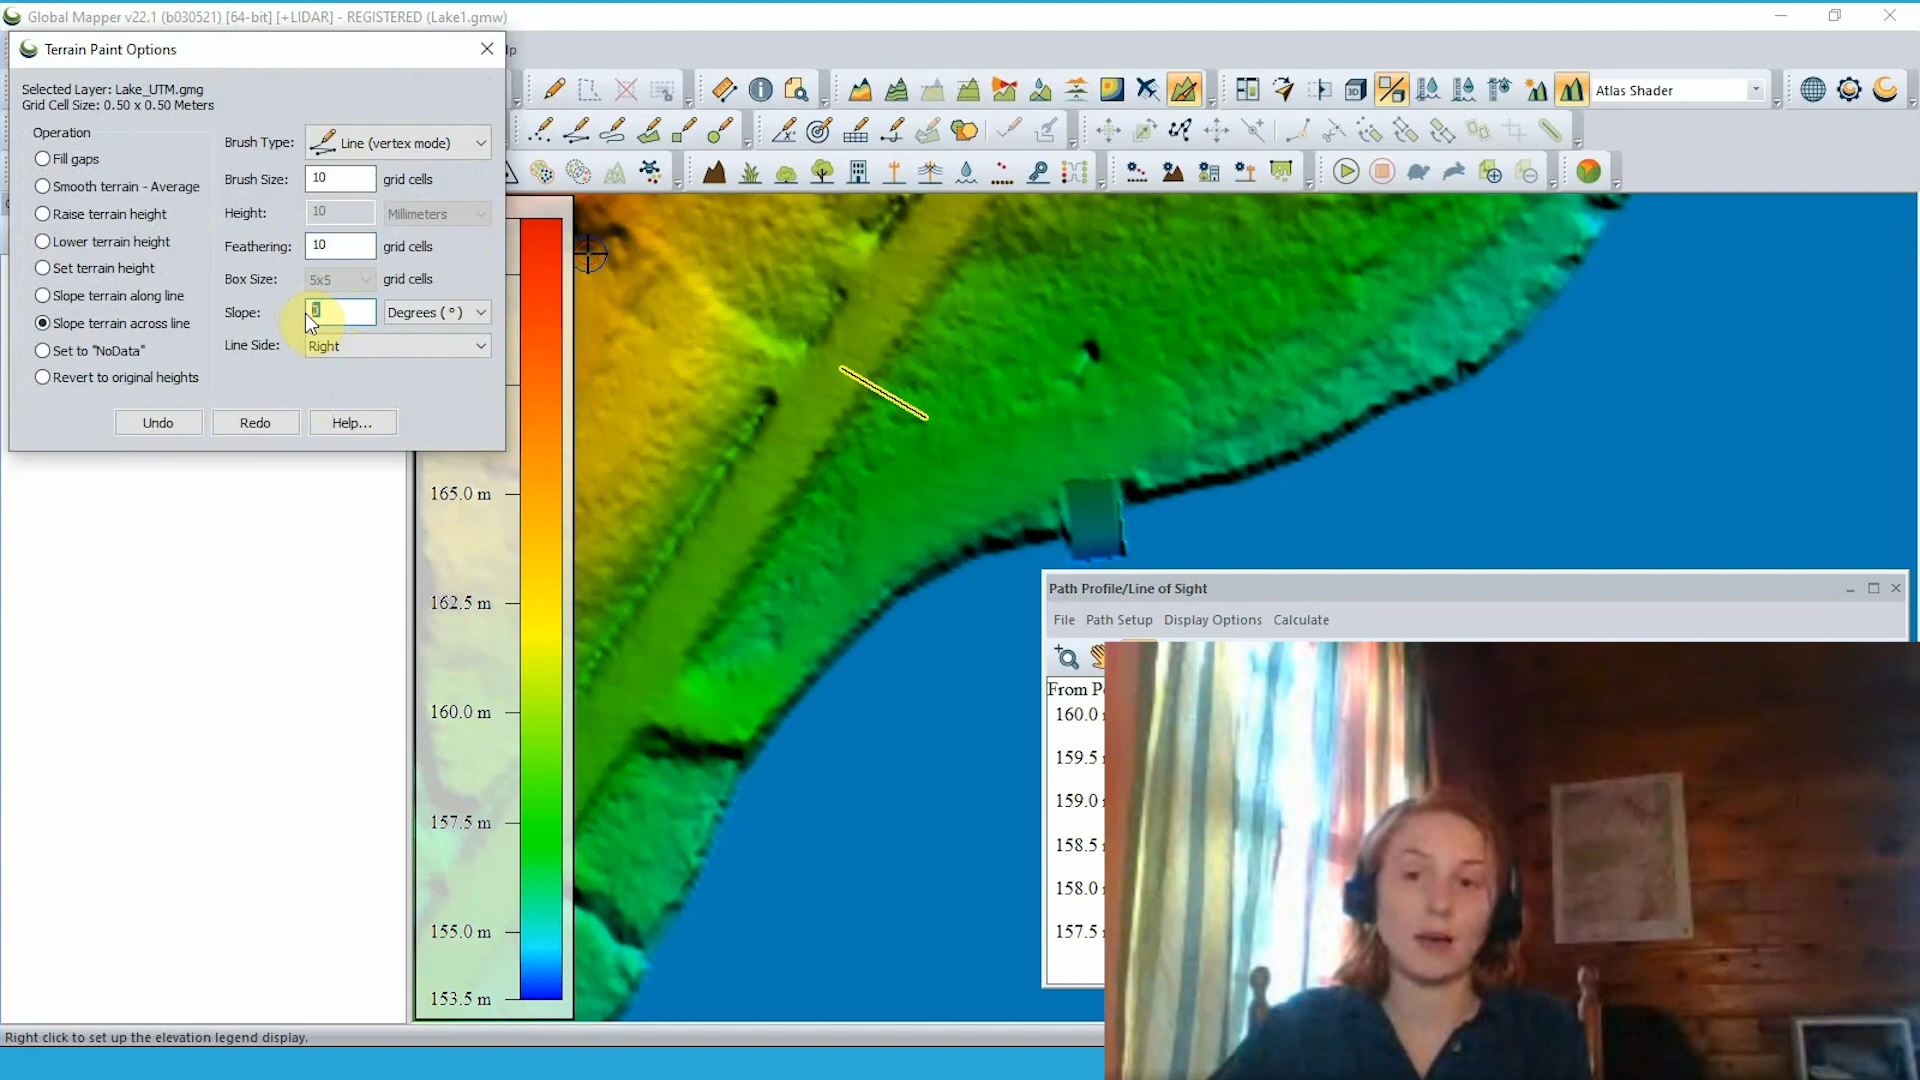 Global Mapper v22.1 (b030521) [64-bit] [+LIDAR] - REGISTERED (Lake1.gmw)
Terrain Paint Options
Selected Layer: Lake_UTM.gmg
Grid Cell Size: 0.50 x 0.50 Meters
Operation
Fill gaps
Smooth terrain - Average
Raise terrain height
Lower terrain height
Set terrain height
Slope terrain along line
Slope terrain across line
Set to "NoData"
Revert to original heights
Brush Type: Line (vertex mode)
Brush Size: 10 grid cells
Height: 10 Millimeters
Feathering: 10 grid cells
Box Size: 5x5 grid cells
Slope: Degrees ( ° )
Line Side: Right
Undo Redo Help...
Atlas Shader
3D
165.0 m
162.5 m
160.0 m
157.5 m
155.0 m
153.5 m
Path Profile/Line of Sight
File Path Setup Display Options Calculate
From
160.0
159.5
159.0
158.5
158.0
157.5
Right click to set up the elevation legend display.